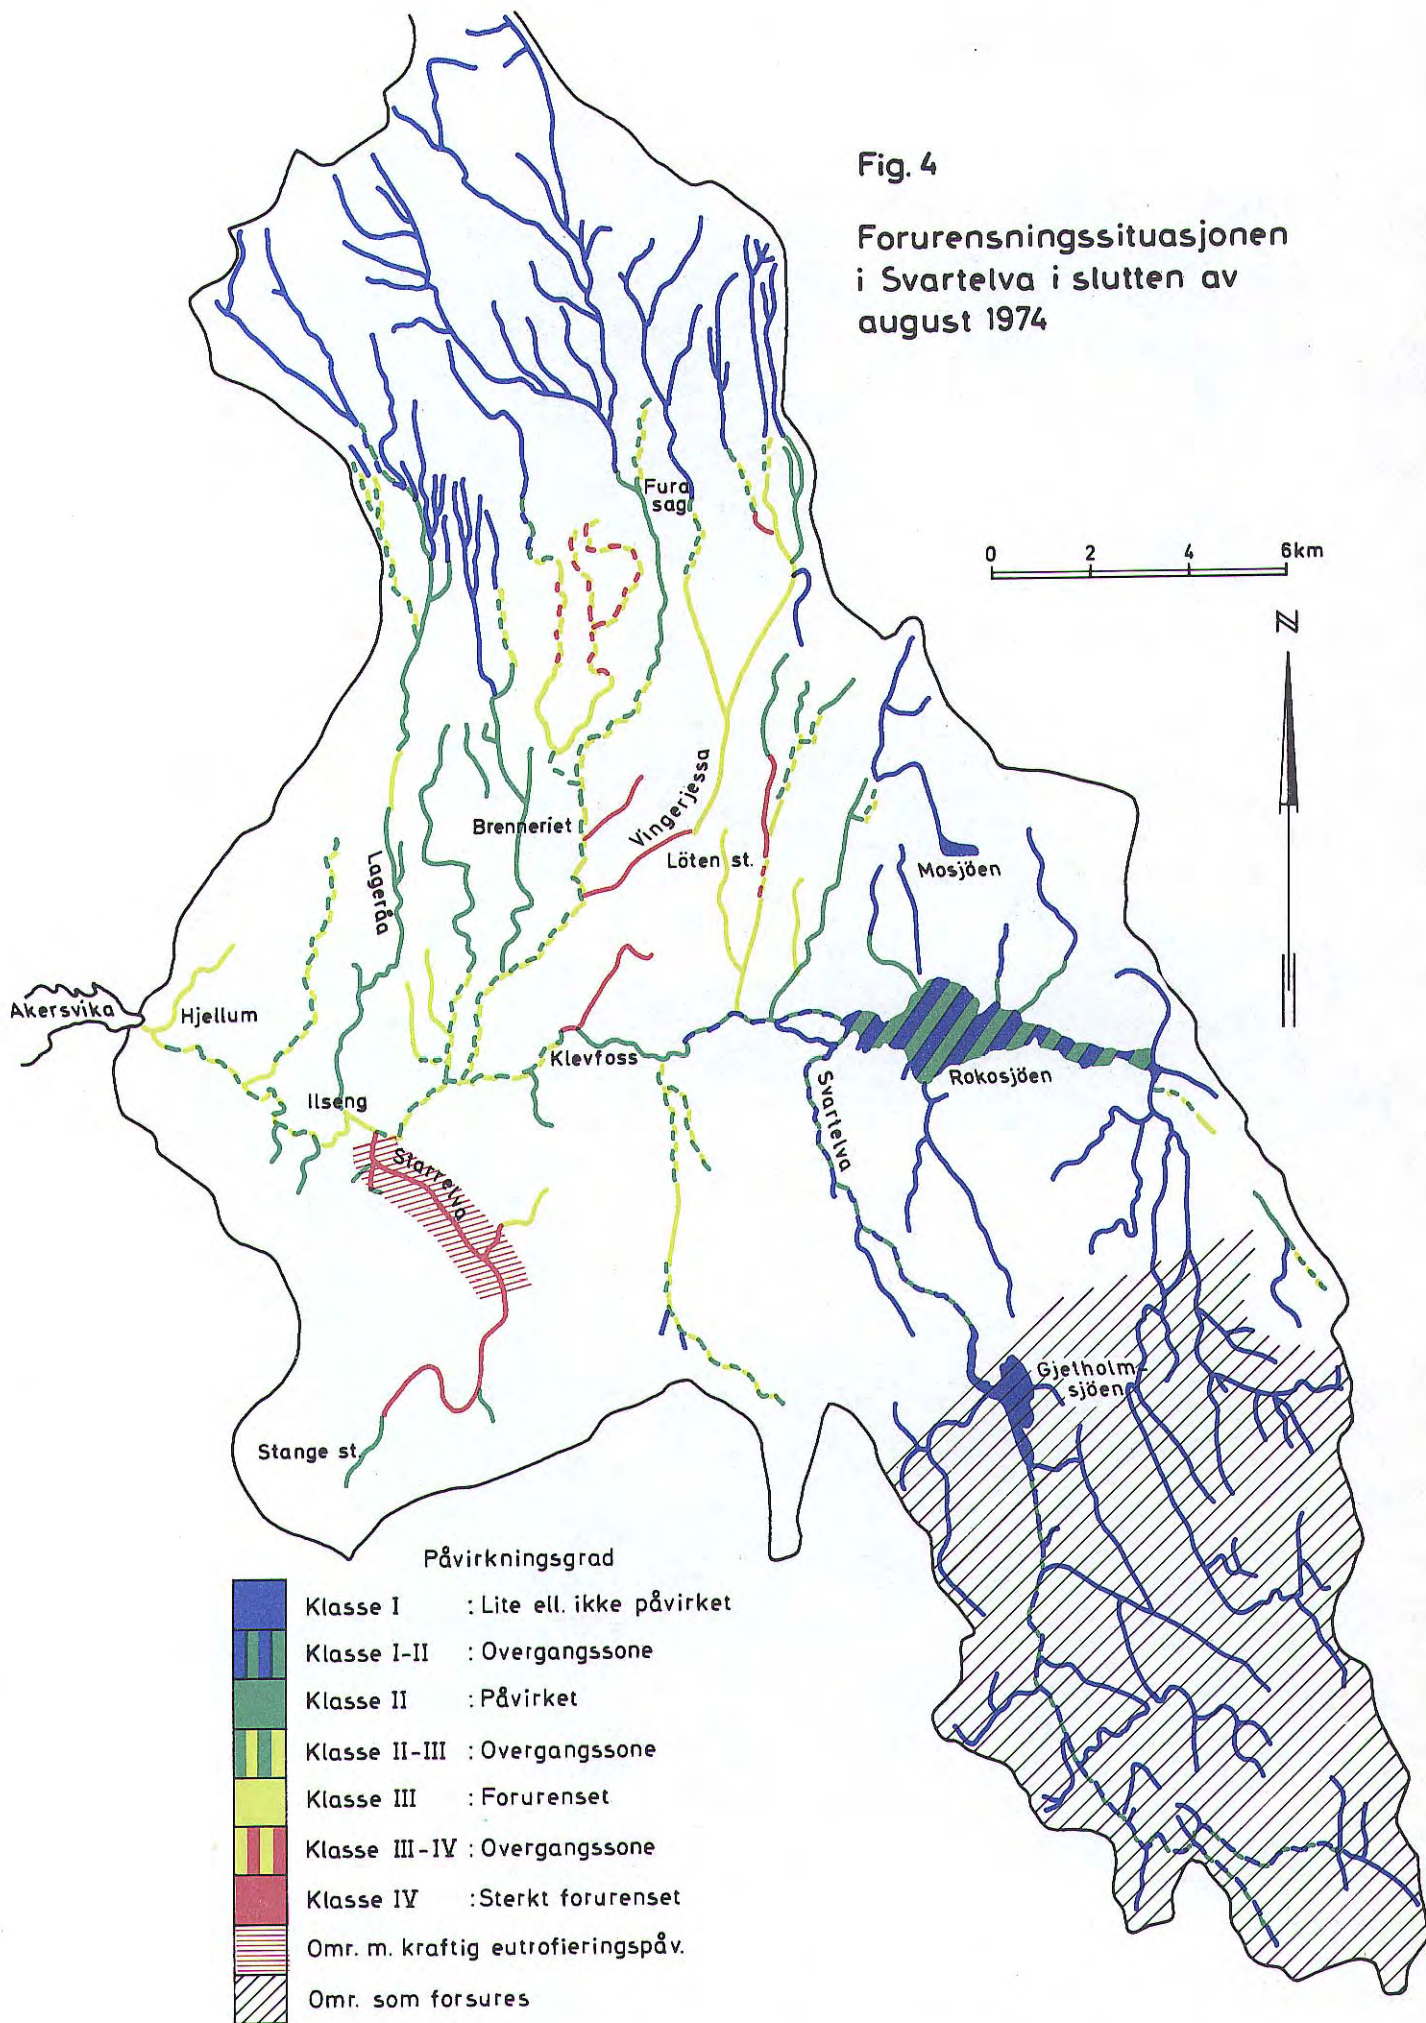 Fig. 4
Forurensningssituasjonen
i Svartelva i slutten av
august 1974
Fura
sag
0 2 4 6km
N
Vingerjessa
Brenneriet
Löten st.
Mosjöen
Lageråa
Akersvika
Hjellum
Klevfoss
Rokosjöen
Svartelva
Ilseng
Starrelva
Gjetholm-
sjöen
Stange st.
Påvirkningsgrad
Klasse I : Lite ell. ikke påvirket
Klasse I-II : Overgangssone
Klasse II : Påvirket
Klasse II-III : Overgangssone
Klasse III : Forurenset
Klasse III-IV : Overgangssone
Klasse IV : Sterkt forurenset
Omr. m. kraftig eutrofieringspåv.
Omr. som forsures